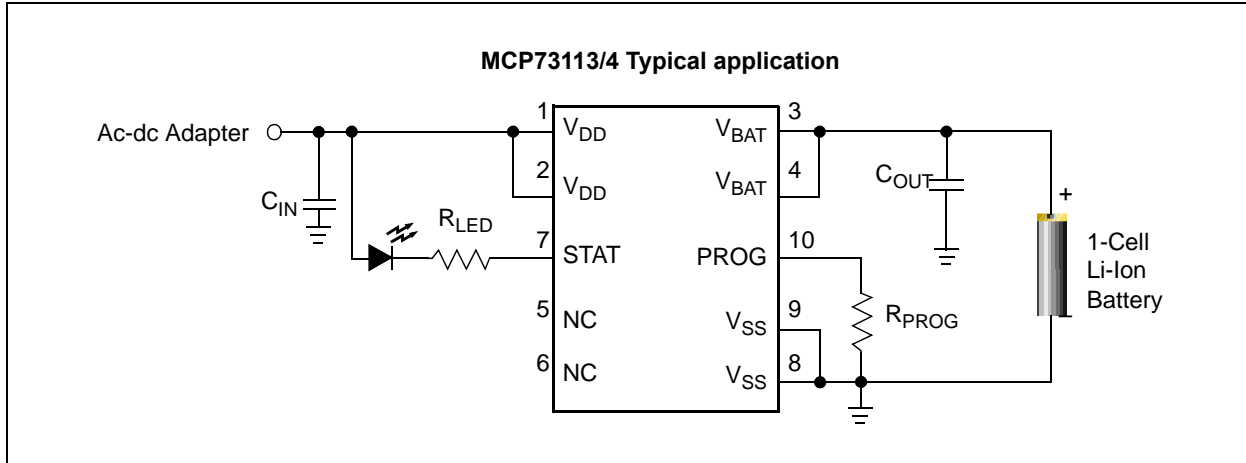 MCP73113/4 Typical application
Ac-dc Adapter
1
VDD
2
VDD
CIN
RLED
7
STAT
5
NC
6
NC
3
VBAT
4
VBAT
COUT
10
PROG
9
VSS
8
VSS
RPROG
+
1-Cell
Li-Ion
Battery
–